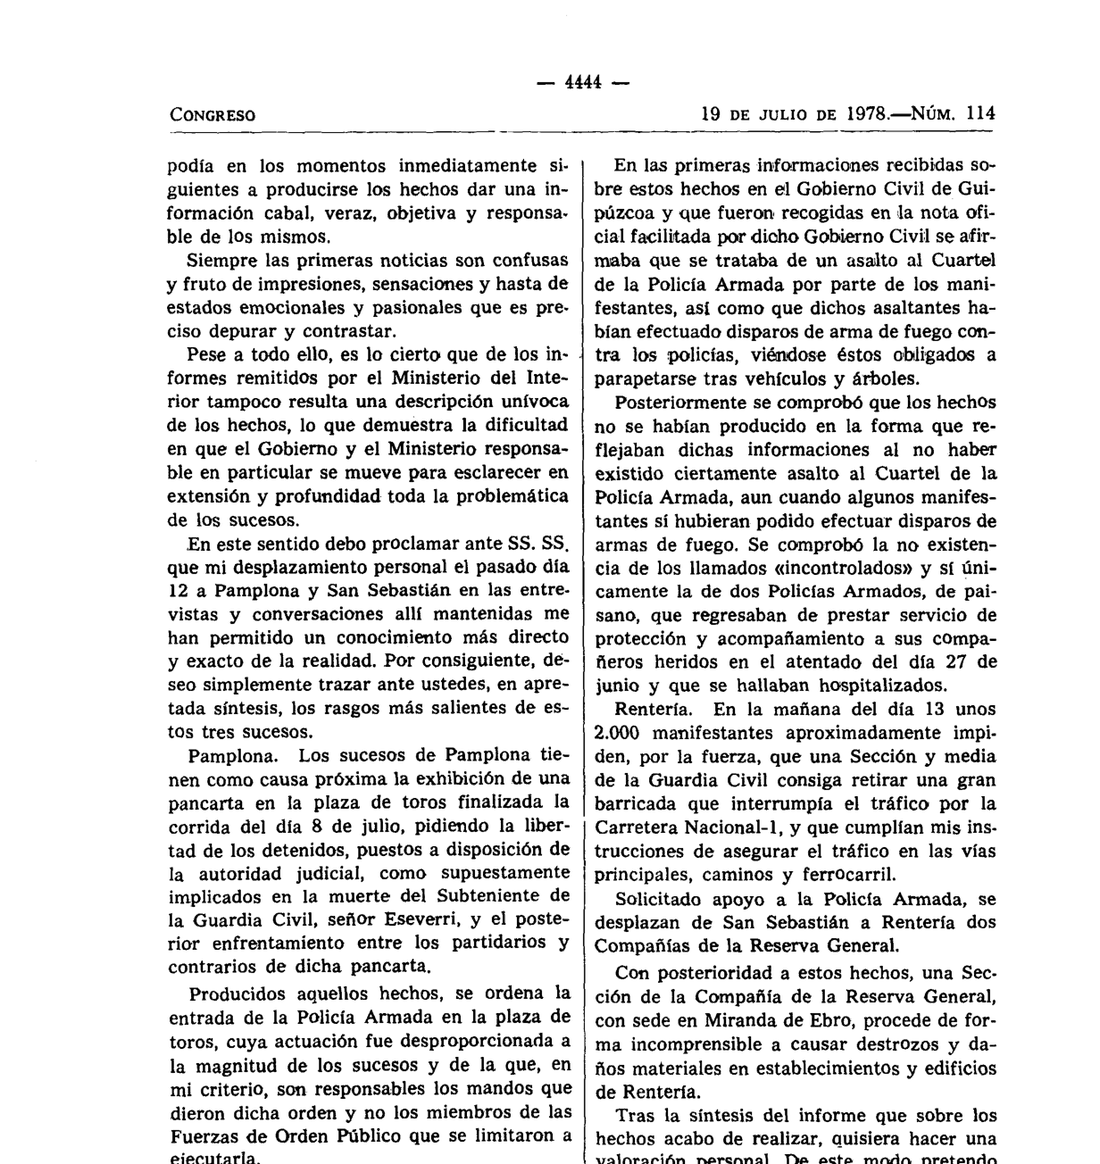 — 4444 —
CONGRESO
19 DE JULIO DE 1978.—NÚM. 114
podía en los momentos inmediatamente si-
guientes a producirse los hechos dar una in-
formación cabal, veraz, objetiva y responsa-
ble de los mismos.
Siempre las primeras noticias son confusas
y fruto de impresiones, sensaciones y hasta de
estados emocionales y pasionales que es pre-
ciso depurar y contrastar.
Pese a todo ello, es lo cierto que de los in-
formes remitidos por el Ministerio del Inte-
rior tampoco resulta una descripción unívoca
de los hechos, lo que demuestra la dificultad
en que el Gobierno y el Ministerio responsa-
ble en particular se mueve para esclarecer en
extensión y profundidad toda la problemática
de los sucesos.
En este sentido debo proclamar ante SS. SS.
que mi desplazamiento personal el pasado día
12 a Pamplona y San Sebastián en las entre-
vistas y conversaciones allí mantenidas me
han permitido un conocimiento más directo
y exacto de la realidad. Por consiguiente, de-
seo simplemente trazar ante ustedes, en apre-
tada síntesis, los rasgos más salientes de es-
tos tres sucesos.
Pamplona. Los sucesos de Pamplona tie-
nen como causa próxima la exhibición de una
pancarta en la plaza de toros finalizada la
corrida del día 8 de julio, pidiendo la liber-
tad de los detenidos, puestos a disposición de
la autoridad judicial, como supuestamente
implicados en la muerte del Subteniente de
la Guardia Civil, señor Eseverri, y el poste-
rior enfrentamiento entre los partidarios y
contrarios de dicha pancarta.
Producidos aquellos hechos, se ordena la
entrada de la Policía Armada en la plaza de
toros, cuya actuación fue desproporcionada a
la magnitud de los sucesos y de la que, en
mi criterio, son responsables los mandos que
dieron dicha orden y no los miembros de las
Fuerzas de Orden Público que se limitaron a
ejecutarla.
En las primeras informaciones recibidas so-
bre estos hechos en el Gobierno Civil de Gui-
púzcoa y que fueron recogidas en la nota ofi-
cial facilitada por dicho Gobierno Civil se afir-
maba que se trataba de un asalto al Cuartel
de la Policía Armada por parte de los mani-
festantes, así como que dichos asaltantes ha-
bían efectuado disparos de arma de fuego con-
tra los policías, viéndose éstos obligados a
parapetarse tras vehículos y árboles.
Posteriormente se comprobó que los hechos
no se habían producido en la forma que re-
flejaban dichas informaciones al no haber
existido ciertamente asalto al Cuartel de la
Policía Armada, aun cuando algunos manifes-
tantes sí hubieran podido efectuar disparos de
armas de fuego. Se comprobó la no existen-
cia de los llamados «incontrolados» y sí úni-
camente la de dos Policías Armados, de pai-
sano, que regresaban de prestar servicio de
protección y acompañamiento a sus compa-
ñeros heridos en el atentado del día 27 de
junio y que se hallaban hospitalizados.
Rentería. En la mañana del día 13 unos
2.000 manifestantes aproximadamente impi-
den, por la fuerza, que una Sección y media
de la Guardia Civil consiga retirar una gran
barricada que interrumpía el tráfico por la
Carretera Nacional-1, y que cumplían mis ins-
trucciones de asegurar el tráfico en las vías
principales, caminos y ferrocarril.
Solicitado apoyo a la Policía Armada, se
desplazan de San Sebastián a Rentería dos
Compañías de la Reserva General.
Con posterioridad a estos hechos, una Sec-
ción de la Compañía de la Reserva General,
con sede en Miranda de Ebro, procede de for-
ma incomprensible a causar destrozos y da-
ños materiales en establecimientos y edificios
de Rentería.
Tras la síntesis del informe que sobre los
hechos acabo de realizar, quisiera hacer una
valoración personal. De este modo pretendo